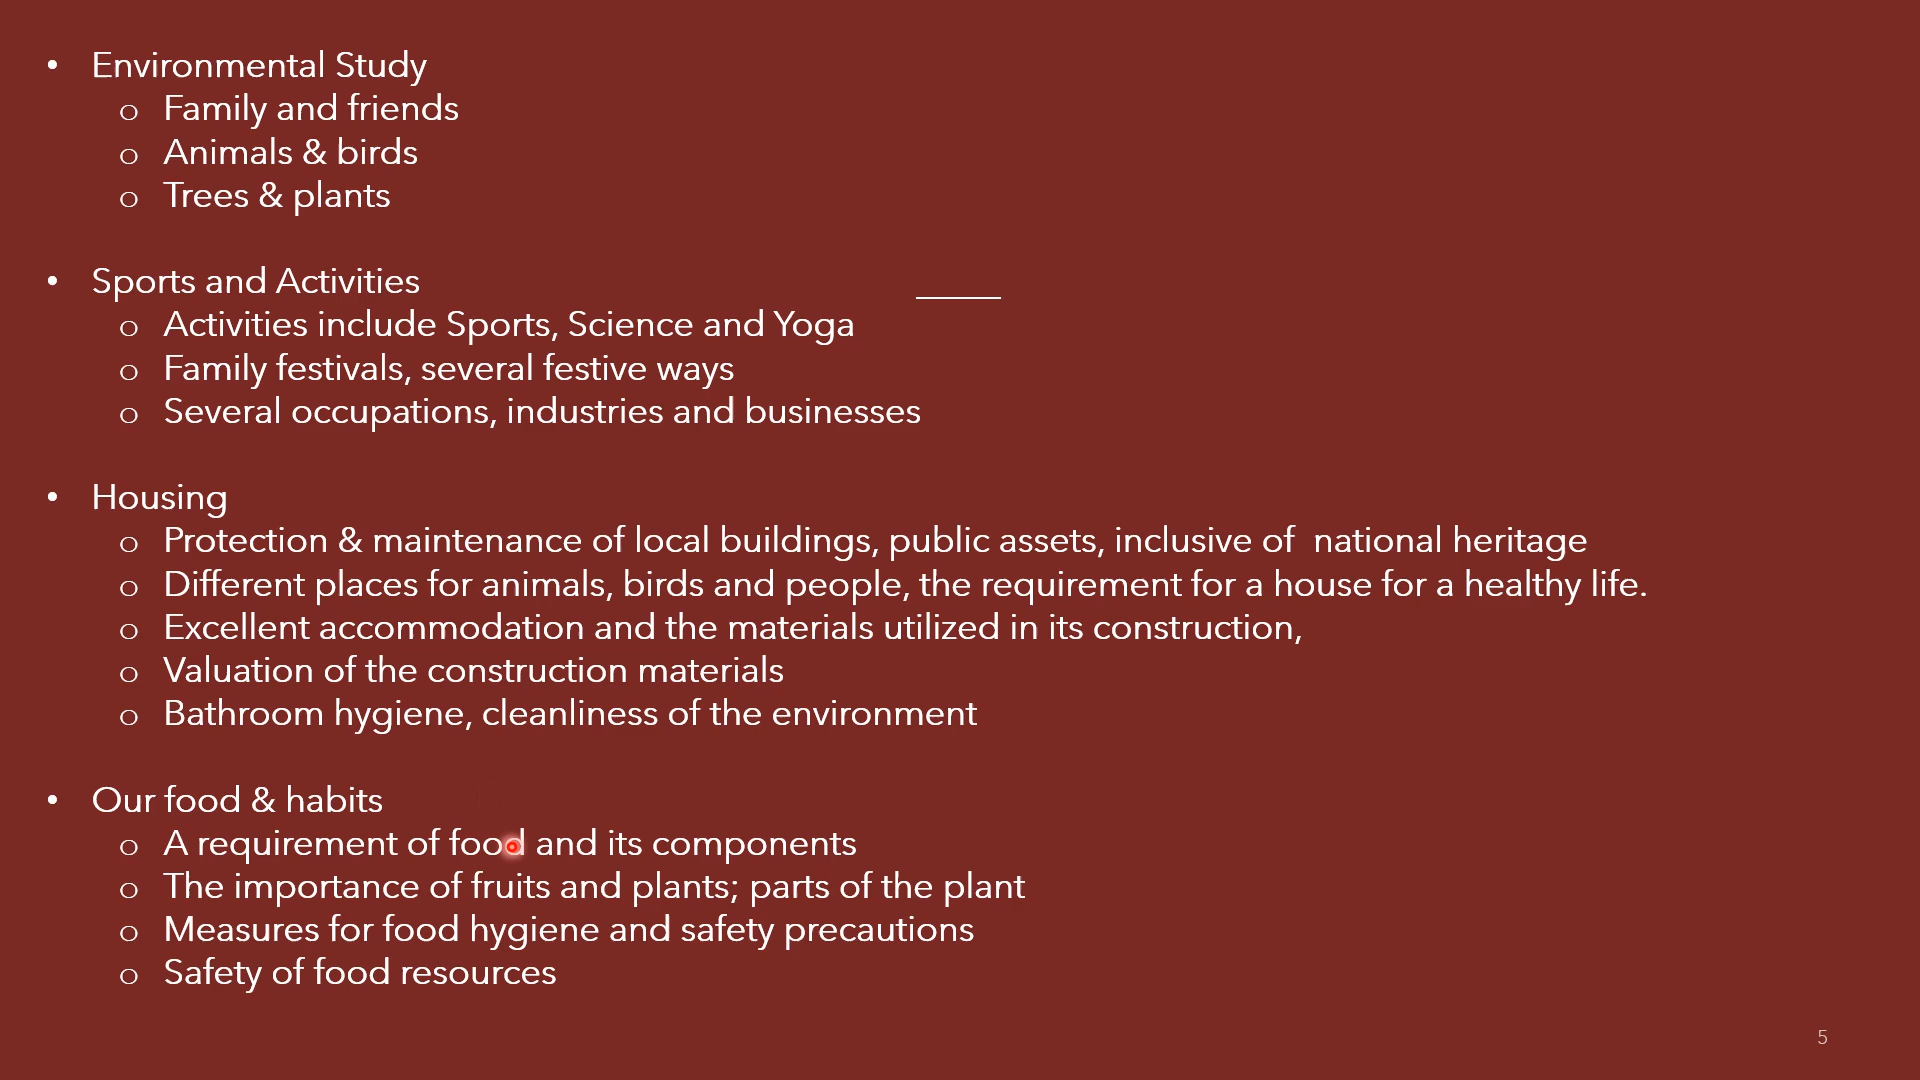 • Environmental Study
o Family and friends
o Animals & birds
o Trees & plants
• Sports and Activities
o Activities include Sports, Science and Yoga
o Family festivals, several festive ways
o Several occupations, industries and businesses
• Housing
o Protection & maintenance of local buildings, public assets, inclusive of  national heritage
o Different places for animals, birds and people, the requirement for a house for a healthy life.
o Excellent accommodation and the materials utilized in its construction,
o Valuation of the construction materials
o Bathroom hygiene, cleanliness of the environment
• Our food & habits
o A requirement of food and its components
o The importance of fruits and plants; parts of the plant
o Measures for food hygiene and safety precautions
o Safety of food resources
5